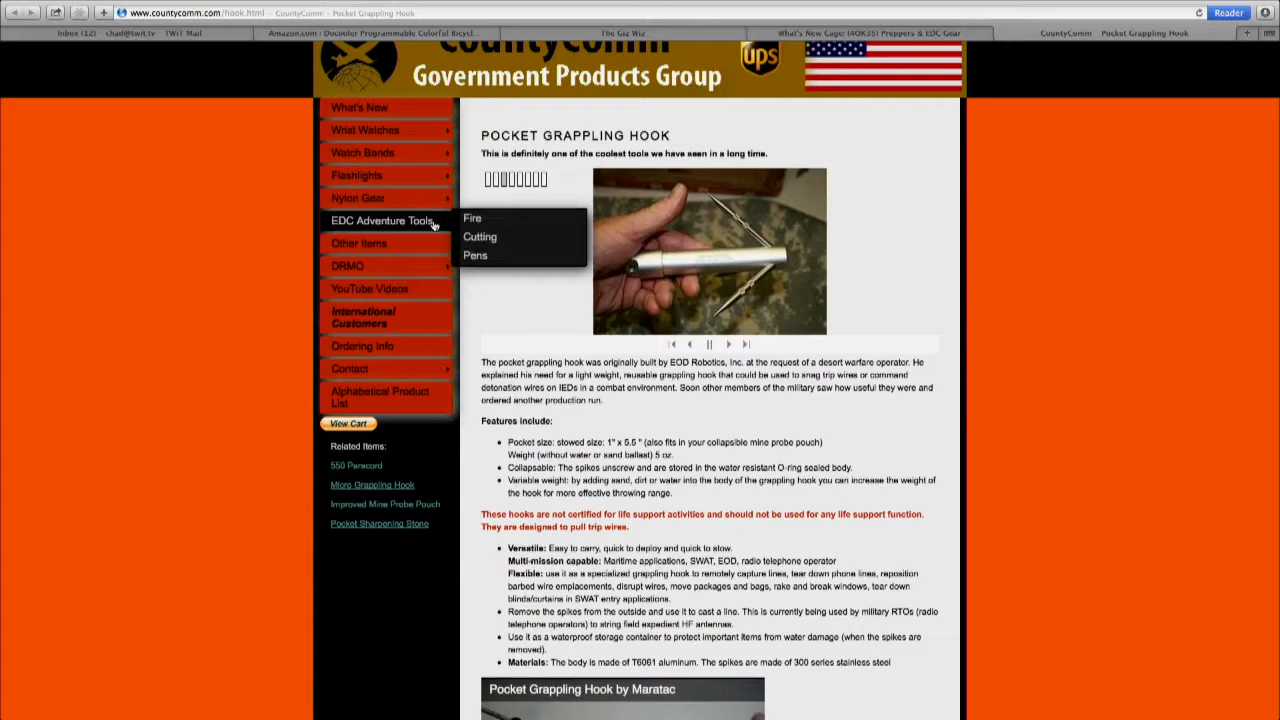 www.countycomm.com/hook.html — CountyComm - Pocket Grappling Hook
Reader
Inbox (12) chad@twit.tv TWiT Mail
Amazon.com : Docooler Programmable Colorful Bicycl...
The Giz Wiz
What's New Cage: (4OK35) Preppers & EDC Gear
CountyComm Pocket Grappling Hook
CountyComm
Government Products Group
ups
What's New
Wrist Watches
Watch Bands
Flashlights
Nylon Gear
EDC Adventure Tools
Other Items
DRMO
YouTube Videos
International
Customers
Ordering Info
Contact
Alphabetical Product
List
View Cart
Related Items:
550 Paracord
Micro Grappling Hook
Improved Mine Probe Pouch
Pocket Sharpening Stone
Fire
Cutting
Pens
POCKET GRAPPLING HOOK
This is definitely one of the coolest tools we have seen in a long time.
The pocket grappling hook was originally built by EOD Robotics, Inc. at the request of a desert warfare operator. He
explained his need for a light weight, reusable grappling hook that could be used to snag trip wires or command
detonation wires on IEDs in a combat environment. Soon other members of the military saw how useful they were and
ordered another production run.
Features include:
• Pocket size: stowed size: 1" x 5.5 " (also fits in your collapsible mine probe pouch)
Weight (without water or sand ballast) 5 oz.
• Collapsable: The spikes unscrew and are stored in the water resistant O-ring sealed body.
• Variable weight: by adding sand, dirt or water into the body of the grappling hook you can increase the weight of
the hook for more effective throwing range.
These hooks are not certified for life support activities and should not be used for any life support function.
They are designed to pull trip wires.
• Versatile: Easy to carry, quick to deploy and quick to stow.
Multi-mission capable: Maritime applications, SWAT, EOD, radio telephone operator
Flexible: use it as a specialized grappling hook to remotely capture lines, tear down phone lines, reposition
barbed wire emplacements, disrupt wires, move packages and bags, rake and break windows, tear down
blinds/curtains in SWAT entry applications.
• Remove the spikes from the outside and use it to cast a line. This is currently being used by military RTOs (radio
telephone operators) to string field expedient HF antennas.
• Use it as a waterproof storage container to protect important items from water damage (when the spikes are
removed).
• Materials: The body is made of T6061 aluminum. The spikes are made of 300 series stainless steel
Pocket Grappling Hook by Maratac